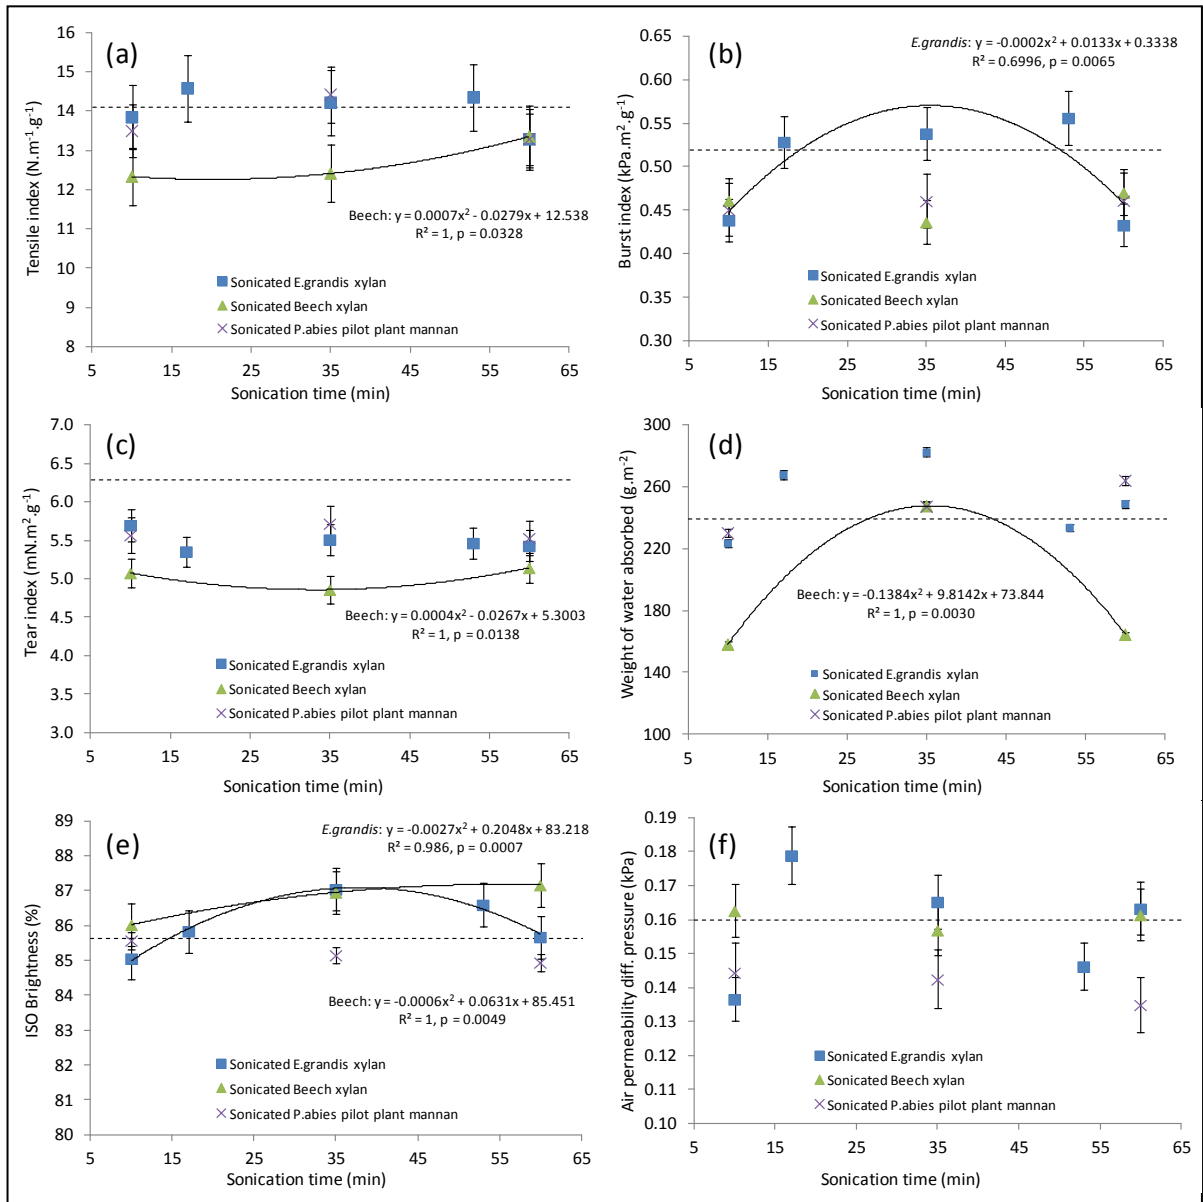 (a)
16
15
14
13
12
11
10
9
8
Tensile index (N.m⁻¹.g⁻¹)
Beech: y = 0.0007x² - 0.0279x + 12.538
R² = 1, p = 0.0328
Sonicated E.grandis xylan
Sonicated Beech xylan
Sonicated P.abies pilot plant mannan
5 15 25 35 45 55 65
Sonication time (min)
(b)
0.65
0.60
0.55
0.50
0.45
0.40
0.35
0.30
Burst index (kPa.m².g⁻¹)
E.grandis: y = -0.0002x² + 0.0133x + 0.3338
R² = 0.6996, p = 0.0065
Sonicated E.grandis xylan
Sonicated Beech xylan
Sonicated P.abies pilot plant mannan
5 15 25 35 45 55 65
Sonication time (min)
(c)
7.0
6.5
6.0
5.5
5.0
4.5
4.0
3.5
3.0
Tear index (mN.m².g⁻¹)
Beech: y = 0.0004x² - 0.0267x + 5.3003
R² = 1, p = 0.0138
Sonicated E.grandis xylan
Sonicated Beech xylan
Sonicated P.abies pilot plant mannan
5 15 25 35 45 55 65
Sonication time (min)
(d)
300
260
220
180
140
100
Weight of water absorbed (g.m⁻²)
Beech: y = -0.1384x² + 9.8142x + 73.844
R² = 1, p = 0.0030
Sonicated E.grandis xylan
Sonicated Beech xylan
Sonicated P.abies pilot plant mannan
5 15 25 35 45 55 65
Sonication time (min)
(e)
89
88
87
86
85
84
83
82
81
80
ISO Brightness (%)
E.grandis: y = -0.0027x² + 0.2048x + 83.218
R² = 0.986, p = 0.0007
Beech: y = -0.0006x² + 0.0631x + 85.451
R² = 1, p = 0.0049
Sonicated E.grandis xylan
Sonicated Beech xylan
Sonicated P.abies pilot plant mannan
5 15 25 35 45 55 65
Sonication time (min)
(f)
0.19
0.18
0.17
0.16
0.15
0.14
0.13
0.12
0.11
0.10
Air permeability diff. pressure (kPa)
Sonicated E.grandis xylan
Sonicated Beech xylan
Sonicated P.abies pilot plant mannan
5 15 25 35 45 55 65
Sonication time (min)